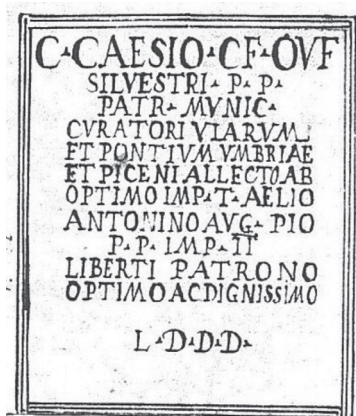 C·CAESIO·CF·OVF
SILVESTRI·P·P·
PATR·MVNIC·
CVRATORI VIARVM
ET PONTIVM VMBRIAE
ET PICENI ALLECTO AB
OPTIMO IMP·T·AELIO
ANTONINO AVG·PIO
P·P·IMP·II
LIBERTI PATRONO
OPTIMO AC DIGNISSIMO
L·D·D·D·